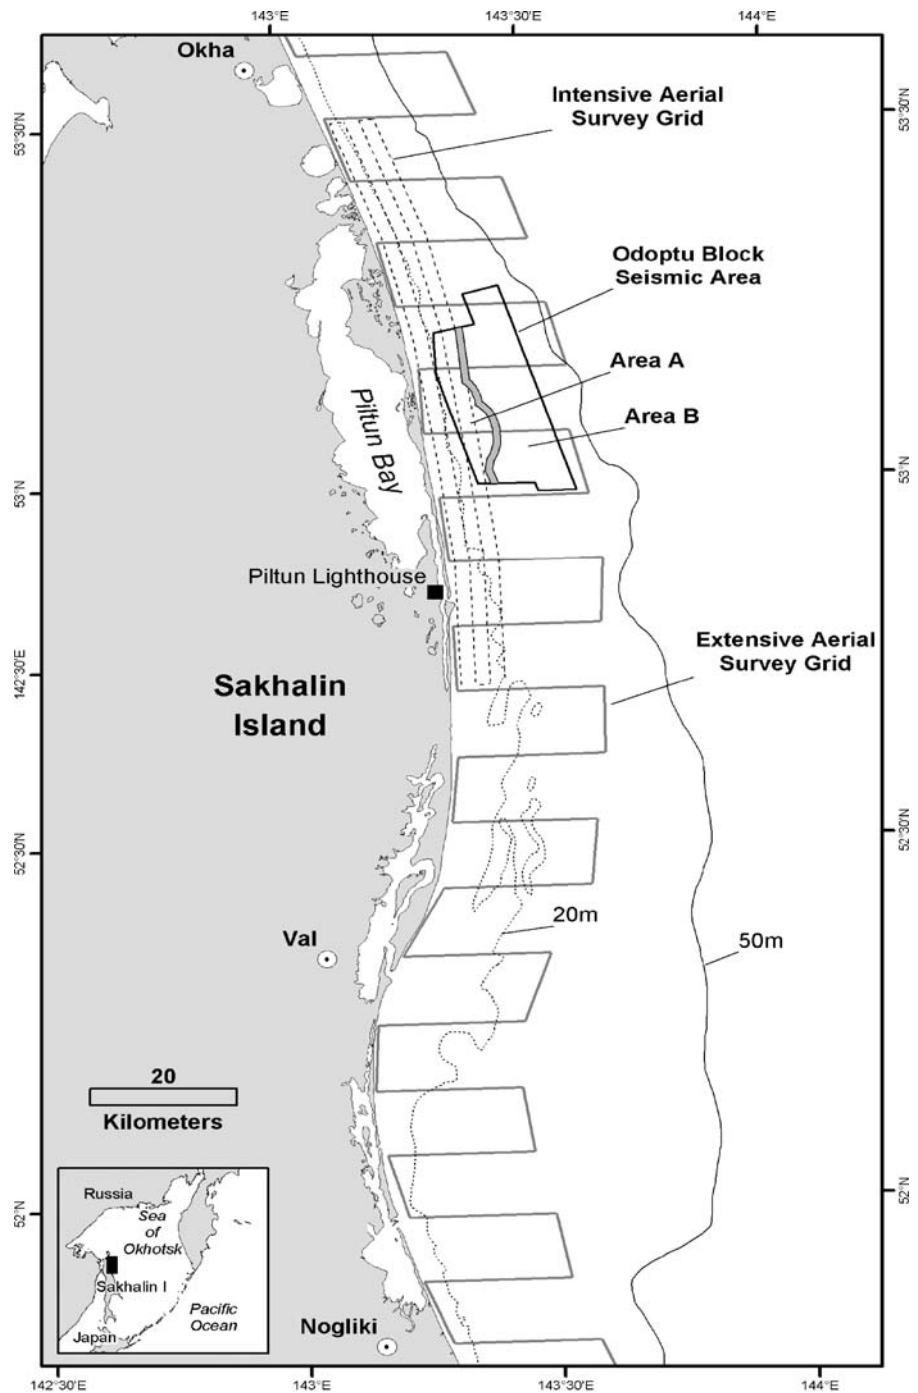 143°E
143°30'E
144°E
Okha
Intensive Aerial
Survey Grid
53°30'N
53°30'N
Odoptu Block
Seismic Area
Area A
Area B
Piltun Bay
53°N
53°N
Piltun Lighthouse
Extensive Aerial
Survey Grid
142°30'E
Sakhalin
Island
52°30'N
52°30'N
20m
50m
Val
20
Kilometers
Russia
Sea
of
Okhotsk
Sakhalin I
Pacific
Ocean
Japan
52°N
52°N
Nogliki
142°30'E
143°E
143°30'E
144°E